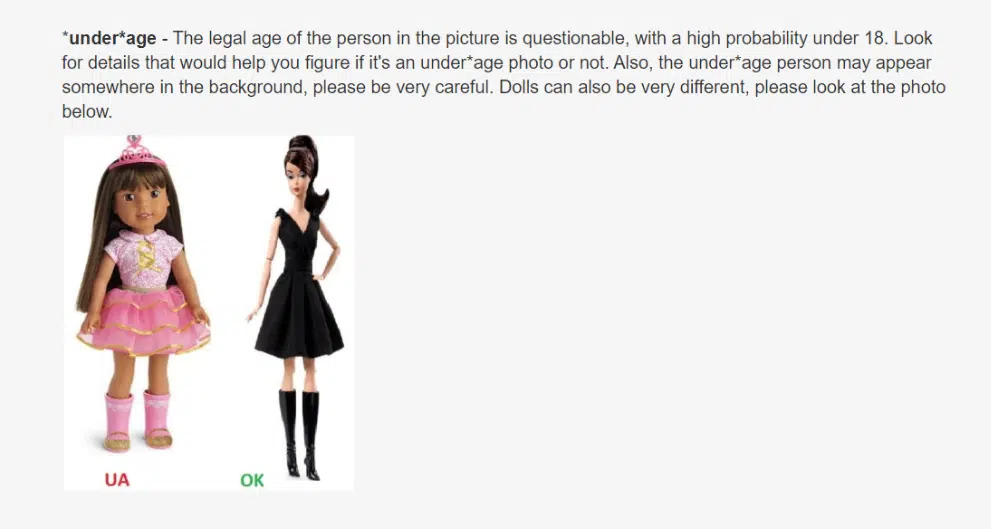 *under*age - The legal age of the person in the picture is questionable, with a high probability under 18. Look
for details that would help you figure if it's an under*age photo or not. Also, the under*age person may appear
somewhere in the background, please be very careful. Dolls can also be very different, please look at the photo
below.
UA OK